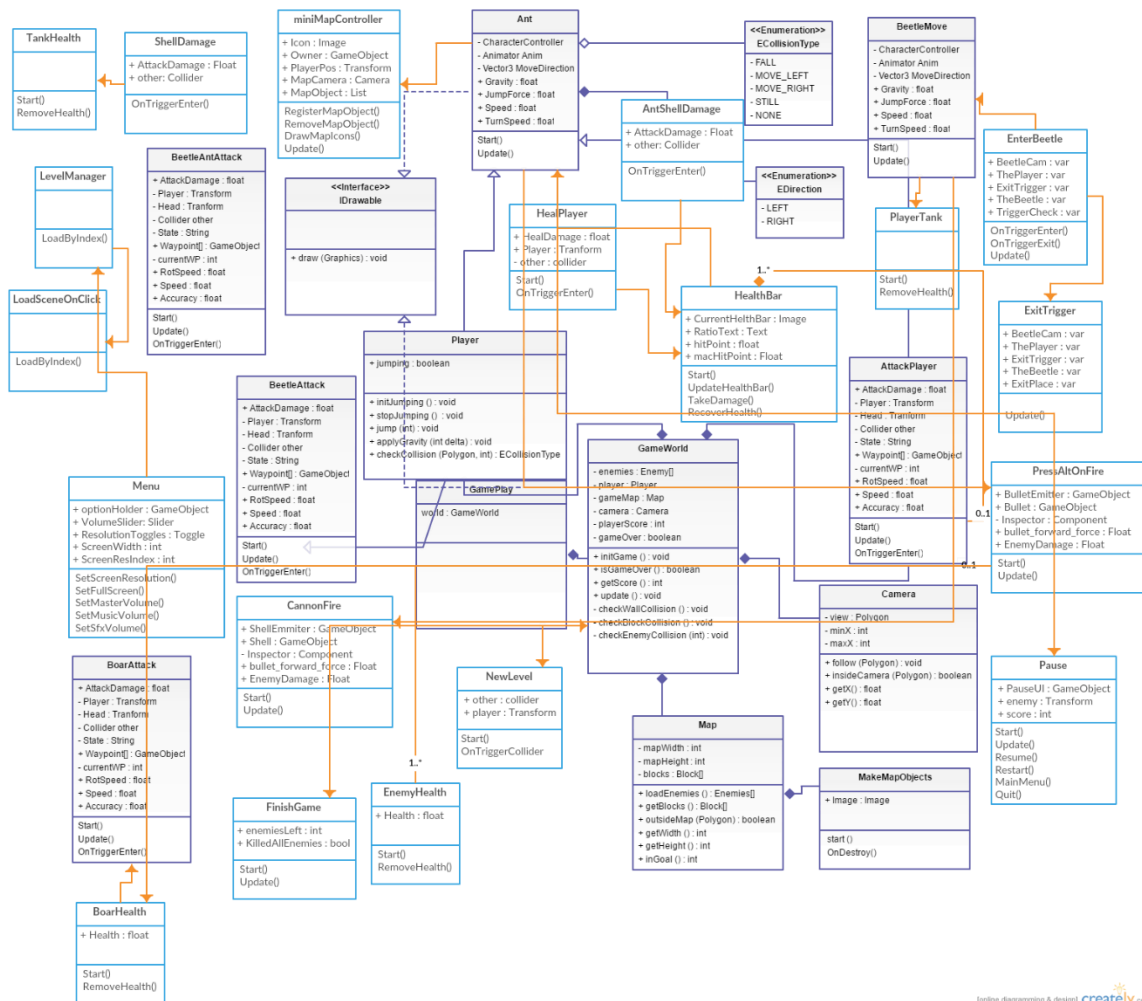 TankHealth
Start()
RemoveHealth()
ShellDamage
+ AttackDamage : Float
+ other: Collider
OnTriggerEnter()
miniMapController
+ Icon : Image
+ Owner : GameObject
+ PlayerPos : Transform
+ MapCamera : Camera
+ MapObject : List
RegisterMapObject()
RemoveMapObject()
DrawMapIcons()
Update()
Ant
- CharacterController
- Animator Anim
- Vector3 MoveDirection
+ Gravity : float
+ JumpForce : float
+ Speed : float
+ TurnSpeed : float
Start()
Update()
<<Enumeration>>
ECollisionType
- FALL
- MOVE_LEFT
- MOVE_RIGHT
- STILL
- NONE
BeetleMove
- CharacterController
- Animator Anim
- Vector3 MoveDirection
+ Gravity : float
+ JumpForce : float
+ Speed : float
+ TurnSpeed : float
Start()
Update()
AntShellDamage
+ AttackDamage : Float
+ other: Collider
OnTriggerEnter()
EnterBeetle
+ BeetleCam : var
+ ThePlayer : var
+ ExitTrigger : var
+ TheBeetle : var
+ TriggerCheck : var
OnTriggerEnter()
OnTriggerExit()
Update()
BeetleAntAttack
+ AttackDamage : float
- Player : Transform
- Head : Tranform
- Collider other
- State : String
+ Waypoint[] : GameObject
- currentWP : int
+ RotSpeed : float
+ Speed : float
+ Accuracy : float
Start()
Update()
OnTriggerEnter()
LevelManager
LoadByIndex()
<<Interface>>
IDrawable
+ draw (Graphics) : void
<<Enumeration>>
EDirection
- LEFT
- RIGHT
HealPlayer
+ HealDamage : float
+ Player : Tranform
- other : collider
Start()
OnTriggerEnter()
PlayerTank
Start()
RemoveHealth()
1..*
HealthBar
+ CurrentHelthBar : Image
+ RatioText : Text
+ hitPoint : float
+ macHitPoint : Float
Start()
UpdateHealthBar()
TakeDamage()
RecoverHealth()
LoadSceneOnClick
LoadByIndex()
ExitTrigger
+ BeetleCam : var
+ ThePlayer : var
+ ExitTrigger : var
+ TheBeetle : var
+ ExitPlace : var
Update()
Player
+ jumping : boolean
+ initJumping () : void
+ stopJumping () : void
+ jump (int) : void
+ applyGravity (int delta) : void
+ checkCollision (Polygon, int) : ECollisionType
AttackPlayer
+ AttackDamage : float
- Player : Transform
- Head : Tranform
- Collider other
- State : String
+ Waypoint[] : GameObject
- currentWP : int
+ RotSpeed : float
+ Speed : float
+ Accuracy : float
Start()
Update()
OnTriggerEnter()
BeetleAttack
+ AttackDamage : float
- Player : Transform
- Head : Tranform
- Collider other
- State : String
+ Waypoint[] : GameObject
- currentWP : int
+ RotSpeed : float
+ Speed : float
+ Accuracy : float
Start()
Update()
OnTriggerEnter()
GameWorld
- enemies : Enemy[]
- player : Player
- gameMap : Map
- camera : Camera
- playerScore : int
- gameOver : boolean
+ initGame () : void
+ isGameOver () : boolean
+ getScore () : int
+ update () : void
- checkWallCollision () : void
- checkBlockCollision () : void
- checkEnemyCollision (int) : void
PressAltOnFire
+ BulletEmitter : GameObject
+ Bullet : GameObject
- Inspector : Component
+ bullet_forward_force : Float
+ EnemyDamage : Float
Start()
Update()
0..1
0..1
Menu
+ optionHolder : GameObject
+ VolumeSlider: Slider
+ ResolutionToggles : Toggle
+ ScreenWidth : int
+ ScreenResIndex : int
SetScreenResolution()
SetFullScreen()
SetMasterVolume()
SetMusicVolume()
SetSfxVolume()
GamePlay
world : GameWorld
Camera
- view : Polygon
- minX : int
- maxX : int
+ follow (Polygon) : void
+ insideCamera (Polygon) : boolean
+ getX() : float
+ getY() : float
CannonFire
+ ShellEmmiter : GameObject
+ Shell : GameObject
- Inspector : Component
+ bullet_forward_force : Float
+ EnemyDamage : Float
Start()
Update()
BoarAttack
+ AttackDamage : float
- Player : Transform
- Head : Tranform
- Collider other
- State : String
+ Waypoint[] : GameObject
- currentWP : int
+ RotSpeed : float
+ Speed : float
+ Accuracy : float
Start()
Update()
OnTriggerEnter()
NewLevel
+ other : collider
+ player : Transform
Start()
OnTriggerCollider
Pause
+ PauseUI : GameObject
+ enemy : Transform
+ score : int
Start()
Update()
Resume()
Restart()
MainMenu()
Quit()
Map
- mapWidth : int
- mapHeight : int
- blocks : Block[]
+ loadEnemies () : Enemies[]
+ getBlocks () : Block[]
+ outsideMap (Polygon) : boolean
+ getWidth () : int
+ getHeight () : int
+ inGoal () : int
1..*
EnemyHealth
+ Health : float
Start()
RemoveHealth()
MakeMapObjects
+ Image : Image
start ()
OnDestroy()
FinishGame
+ enemiesLeft : int
+ KilledAllEnemies : bool
Start()
Update()
BoarHealth
+ Health : float
Start()
RemoveHealth()
[online diagramming & design] creately